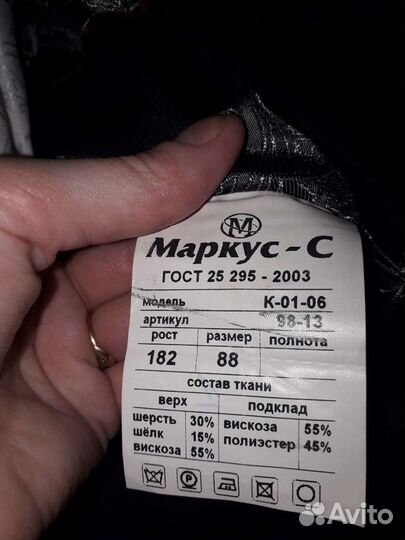 М
Маркус - С
ГОСТ 25 295 - 2003
модель К-01-06
артикул 98-13
рост размер полнота
182 88
состав ткани
верх подклад
шерсть 30% вискоза 55%
шёлк 15% полиэстер 45%
вискоза 55%
P
Avito